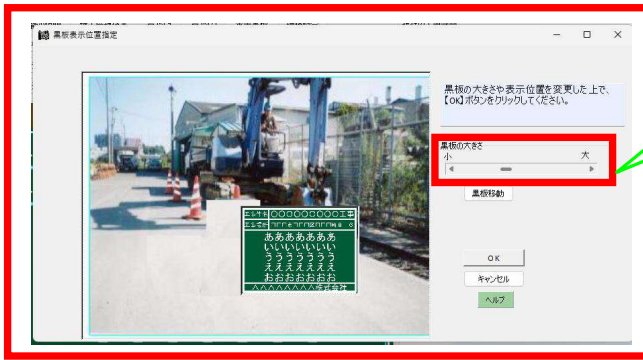 黒板表示位置指定
黒板の大きさや表示位置を変更した上で、
【OK】ボタンをクリックしてください。
黒板の大きさ
小 大
黒板移動
OK
キャンセル
ヘルプ
〇〇〇〇〇〇〇〇〇工事
あああああああ
いいいいいいい
ううううううう
えええええええ
おおおおおおお